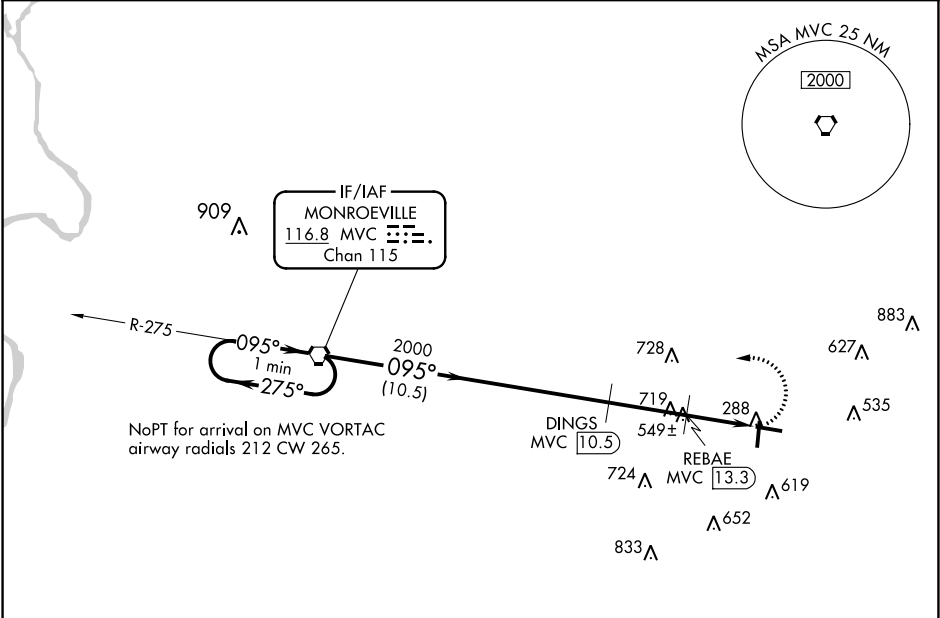 MSA MVC 25 NM
2000
IF/IAF
MONROEVILLE
116.8 MVC
Chan 115
909
R-275
095°
1 min
275°
2000
095°
(10.5)
NoPT for arrival on MVC VORTAC
airway radials 212 CW 265.
DINGS
MVC 10.5
REBAE
MVC 13.3
728
719
549±
288
883
627
535
724
619
652
833